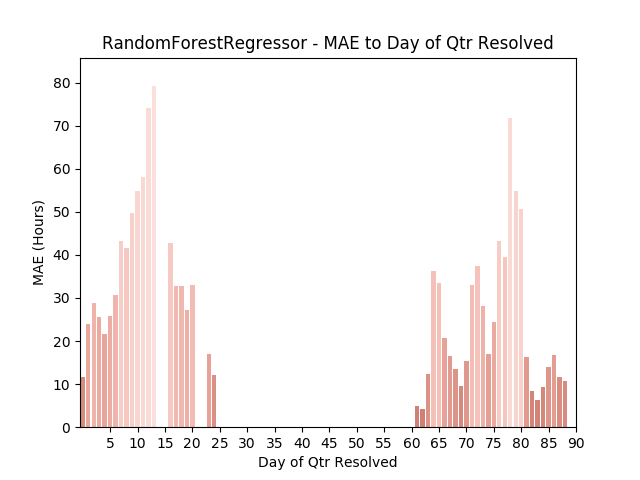 RandomForestRegressor - MAE to Day of Qtr Resolved
80
70
60
50
40
30
20
10
0
MAE (Hours)
5 10 15 20 25 30 35 40 45 50 55 60 65 70 75 80 85 90
Day of Qtr Resolved